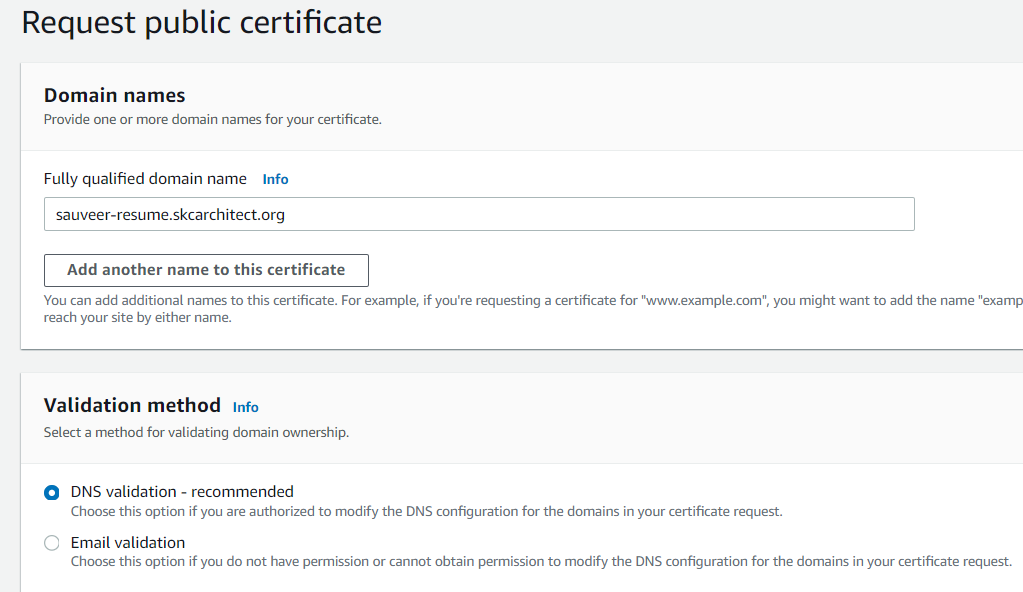 Request public certificate
Domain names
Provide one or more domain names for your certificate.
Fully qualified domain name Info
sauveer-resume.skcarchitect.org
Add another name to this certificate
You can add additional names to this certificate. For example, if you're requesting a certificate for "www.example.com", you might want to add the name "examp
reach your site by either name.
Validation method Info
Select a method for validating domain ownership.
DNS validation - recommended
Choose this option if you are authorized to modify the DNS configuration for the domains in your certificate request.
Email validation
Choose this option if you do not have permission or cannot obtain permission to modify the DNS configuration for the domains in your certificate request.